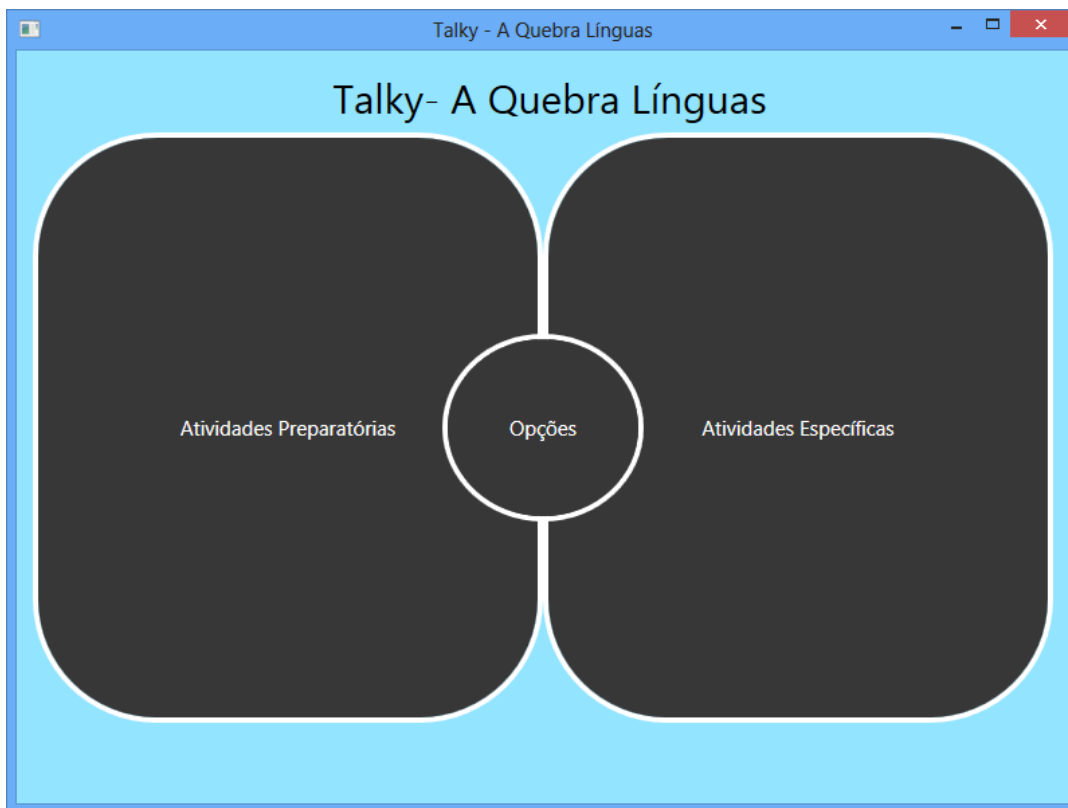 Talky - A Quebra Línguas
Talky- A Quebra Línguas
Atividades Preparatórias
Opções
Atividades Específicas